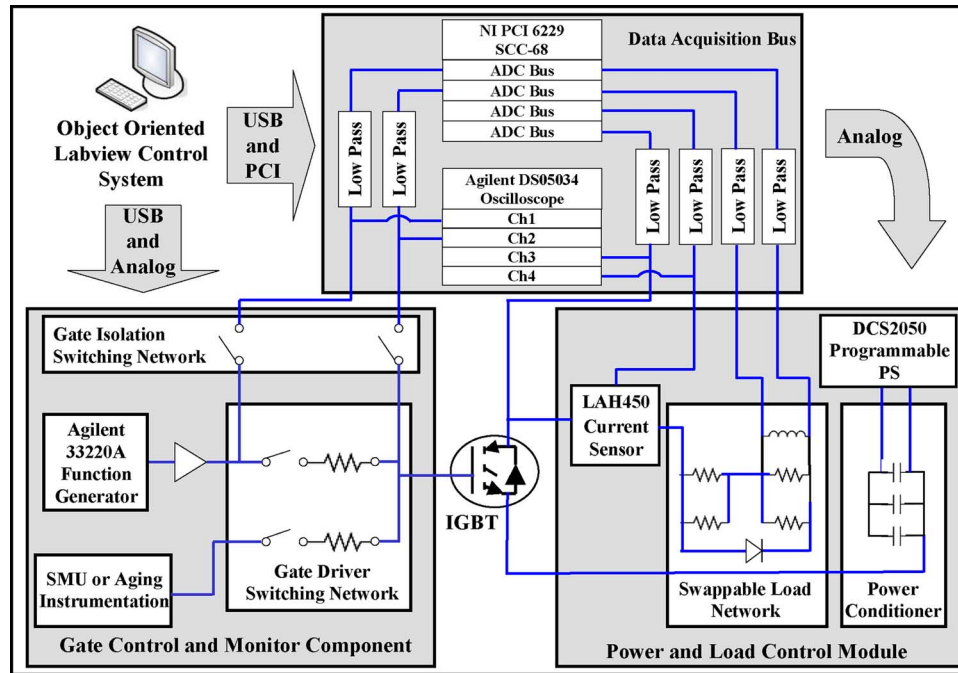 NI PCI 6229
SCC-68
ADC Bus
ADC Bus
ADC Bus
ADC Bus
Data Acquisition Bus
Object Oriented
Labview Control
System
USB
and
PCI
Low Pass
Low Pass
Low Pass
Low Pass
Low Pass
Low Pass
Analog
Agilent DS05034
Oscilloscope
Ch1
Ch2
Ch3
Ch4
USB
and
Analog
Gate Isolation
Switching Network
Agilent
33220A
Function
Generator
SMU or Aging
Instrumentation
Gate Driver
Switching Network
Gate Control and Monitor Component
IGBT
LAH450
Current
Sensor
DCS2050
Programmable
PS
Swappable Load
Network
Power
Conditioner
Power and Load Control Module